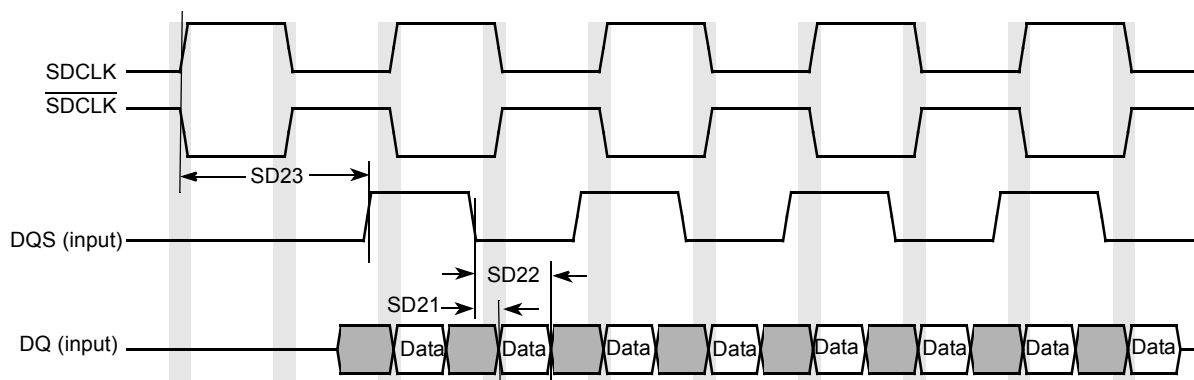 SDCLK
SDCLK
SD23
DQS (input)
SD22
SD21
DQ (input)
Data
Data
Data
Data
Data
Data
Data
Data